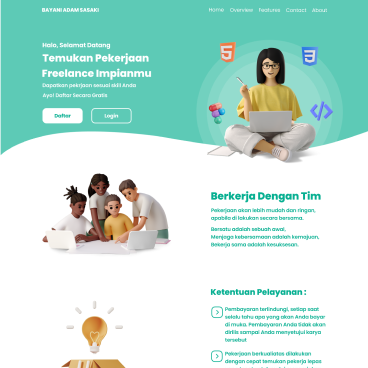 BAYANI ADAM SASAKI
Home Overview Features Contact About
Halo, Selamat Datang
Temukan Pekerjaan
Freelance Impianmu
Dapatkan pekrjaan sesuai skill Anda
Ayo! Daftar Secara Gratis
Daftar
Login
Berkerja Dengan Tim
Pekerjaan akan lebih mudah dan ringan,
apabila di lakukan secara bersama.
Bersatu adalah sebuah awal.
Menjaga kebersamaan adalah kemajuan.
Bekerja sama adalah kesuksesan.
Ketentuan Pelayanan :
Pembayaran terlindungi, setiap saat
selalu tahu apa yang akan Anda bayar
di muka. Pembayaran Anda tidak akan
dirilis sampai Anda menyetujui karya
tersebut
Pekerjaan berkualiatas dilakukan
dengan cepat temukan pekerja lepas